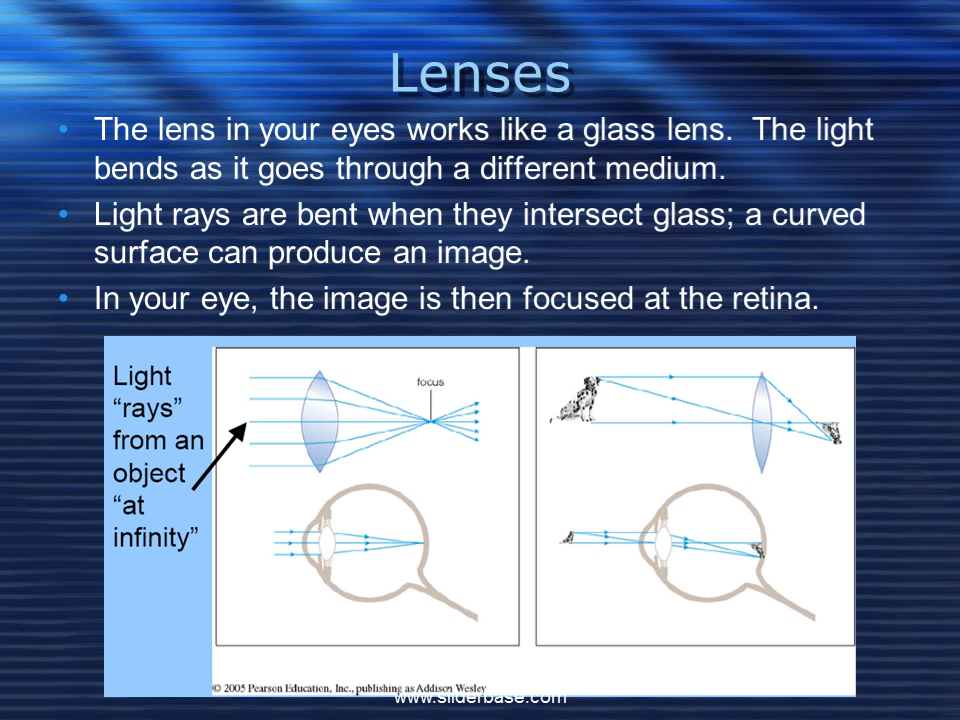 Lenses
• The lens in your eyes works like a glass lens.  The light
bends as it goes through a different medium.
• Light rays are bent when they intersect glass; a curved
surface can produce an image.
• In your eye, the image is then focused at the retina.
Light
“rays”
from an
object
“at
infinity”
focus
© 2005 Pearson Education, Inc., publishing as Addison Wesley
www.sliderbase.com